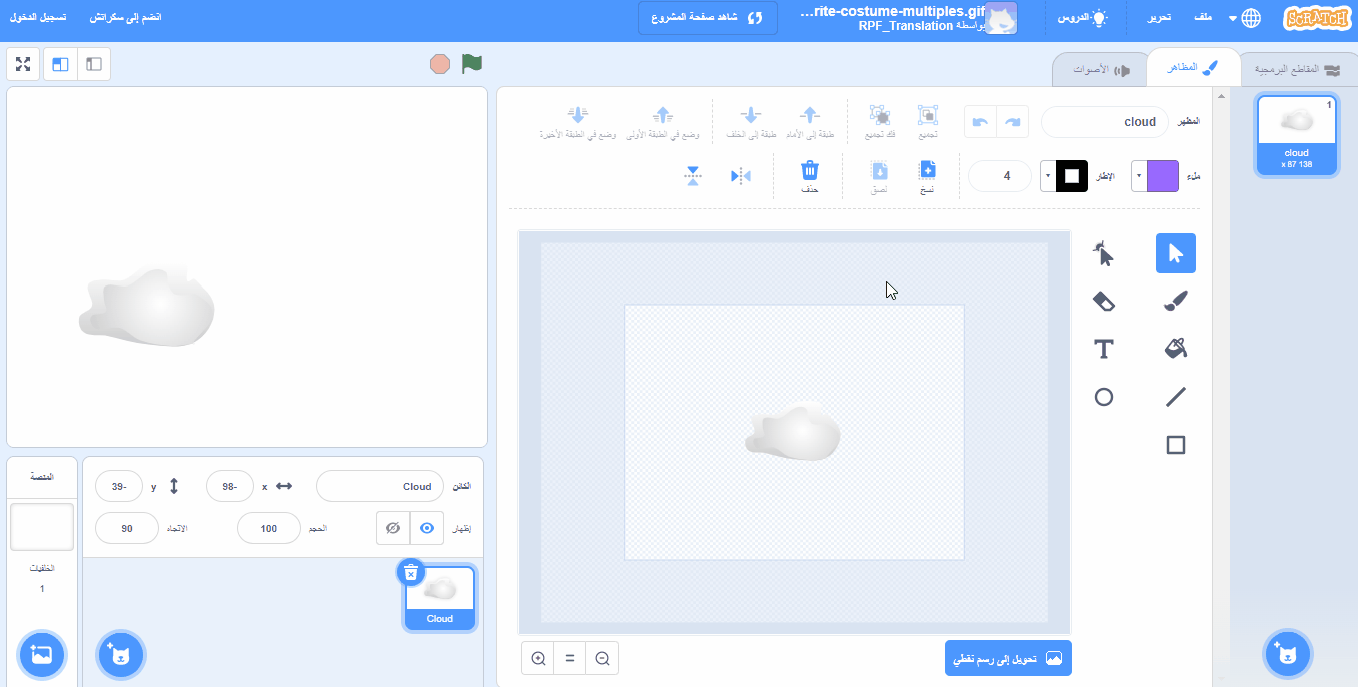 SCRATCH
ملف
تحرير
الدروس
...rite-costume-multiples.gif
بواسطة RPF_Translation
شاهد صفحة المشروع
انضم إلى سكراتش
تسجيل الدخول
المقاطع البرمجية
المظاهر
الأصوات
1
cloud
138 x 87
المظهر
cloud
تجميع
فك تجميع
طبقة إلى الأمام
طبقة إلى الخلف
وضع في الطبقة الأولى
وضع في الطبقة الأخيرة
ملء
الإطار
4
نسخ
لصق
حذف
تحويل إلى رسم نقطي
الكائن
Cloud
x
-98
y
-39
إظهار
الحجم
100
الاتجاه
90
Cloud
المنصة
الخلفيات
1